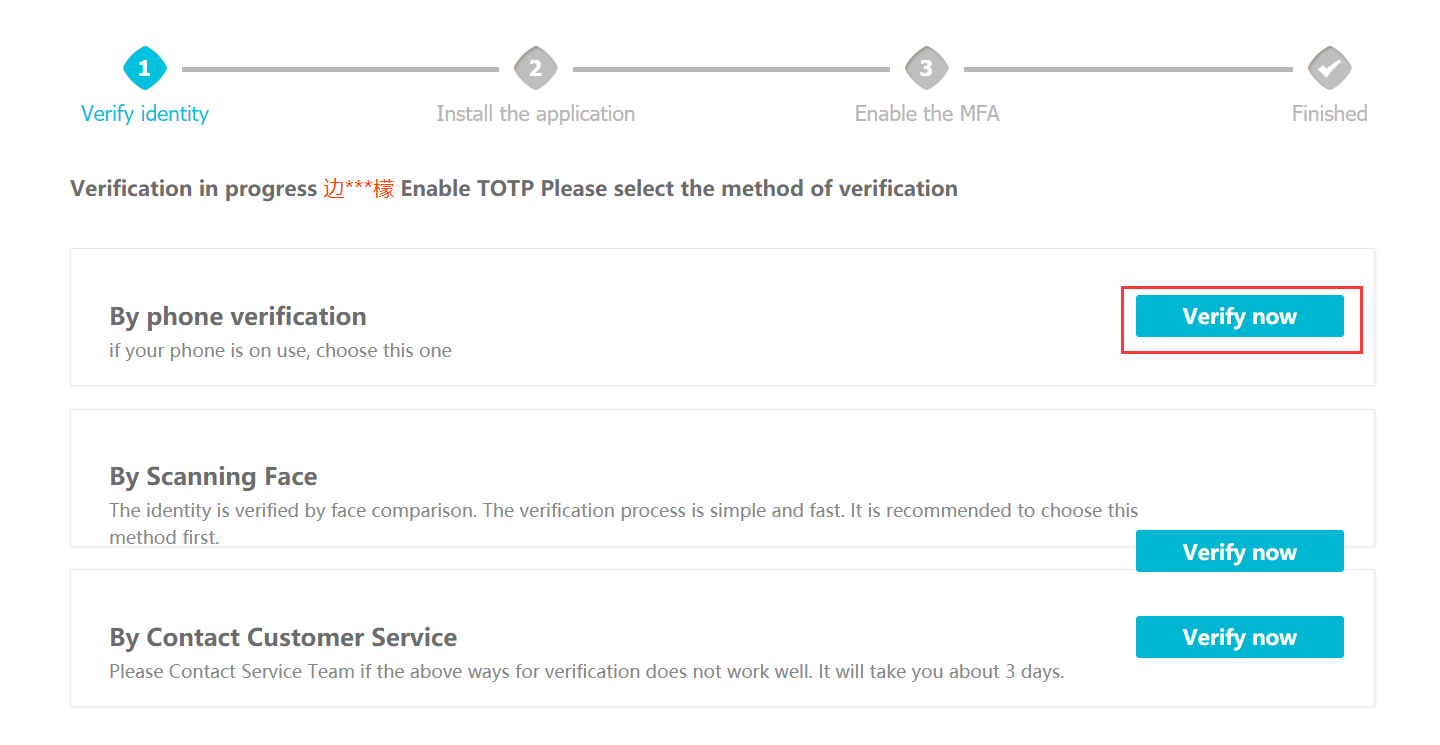 1
2
3
Verify identity
Install the application
Enable the MFA
Finished
Verification in progress 边***檬 Enable TOTP Please select the method of verification
By phone verification
Verify now
if your phone is on use, choose this one
By Scanning Face
The identity is verified by face comparison. The verification process is simple and fast. It is recommended to choose this
method first.
Verify now
By Contact Customer Service
Verify now
Please Contact Service Team if the above ways for verification does not work well. It will take you about 3 days.